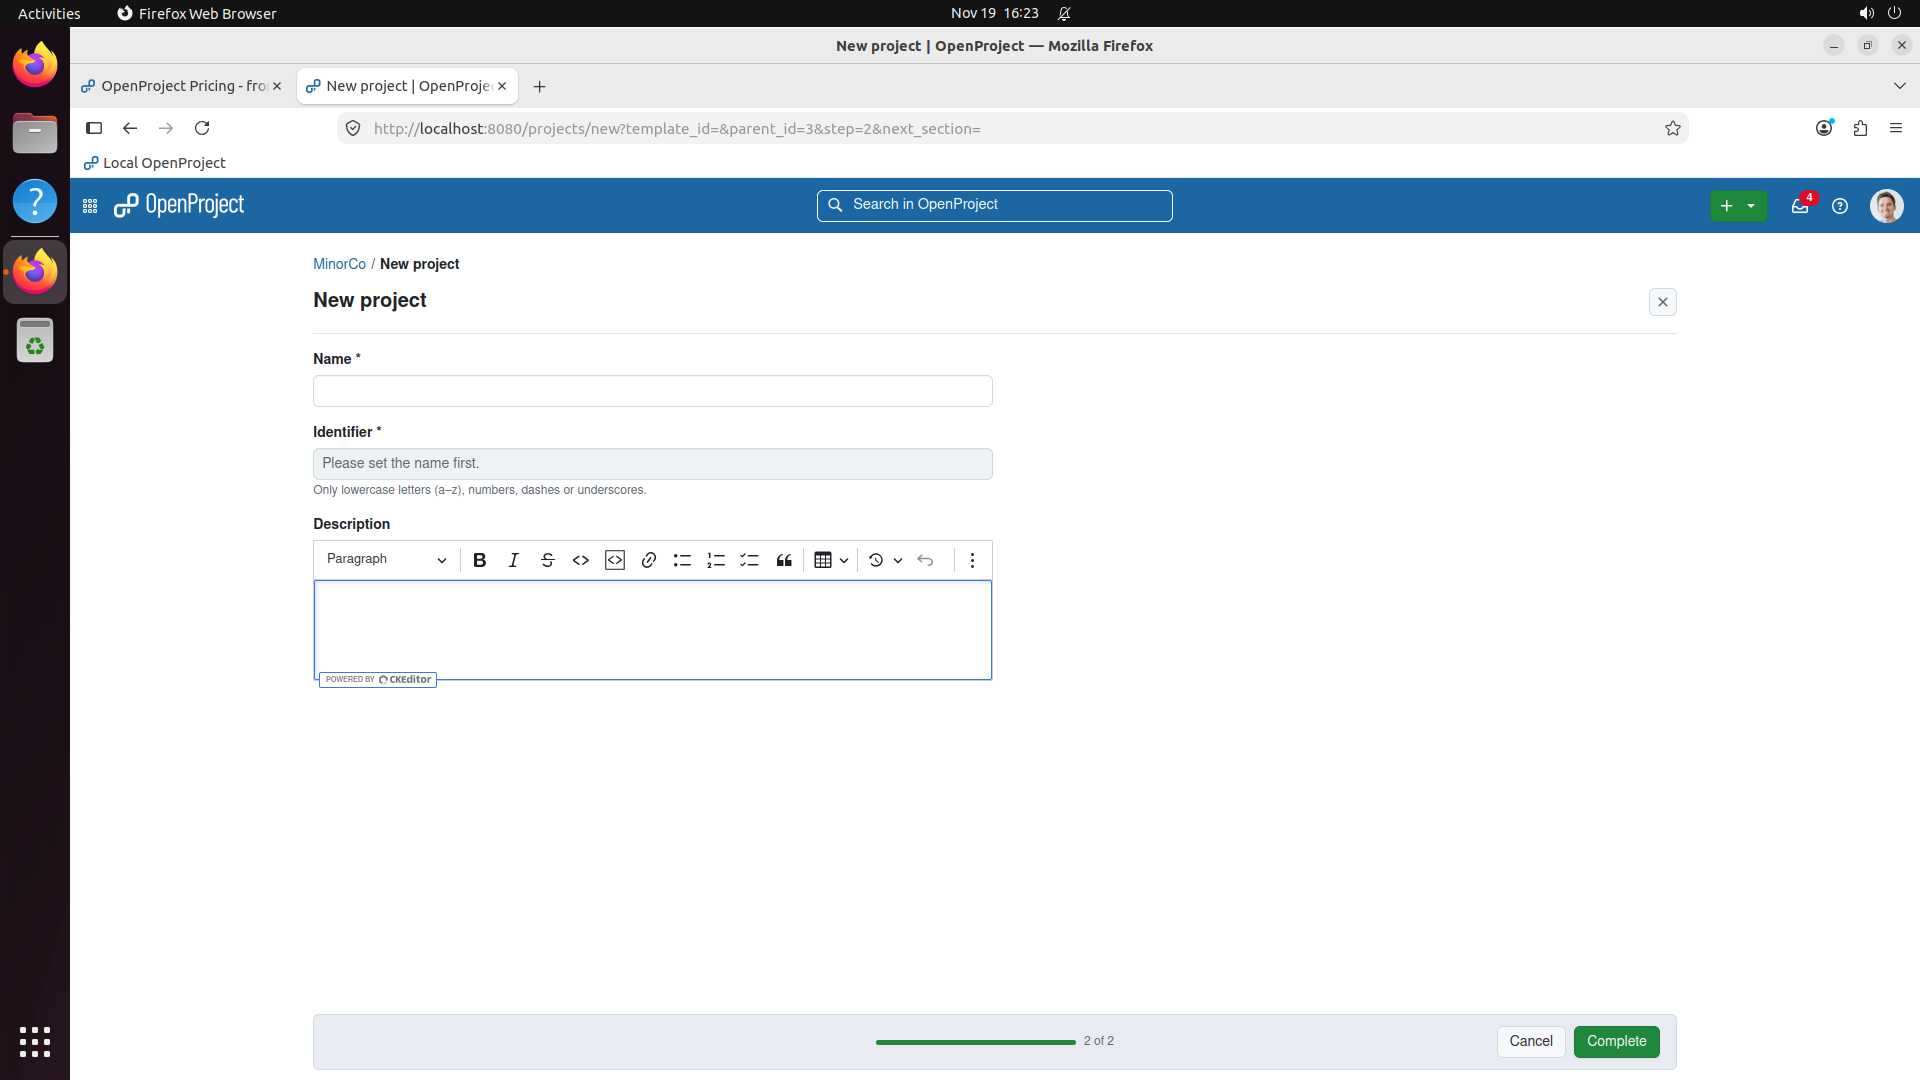 Activities
Firefox Web Browser
Nov 19 16:23
New project | OpenProject — Mozilla Firefox
OpenProject Pricing - fro
New project | OpenProje
http://localhost:8080/projects/new?template_id=&parent_id=3&step=2&next_section=
Local OpenProject
OpenProject
Search in OpenProject
4
MinorCo / New project
New project
Name *
Identifier *
Please set the name first.
Only lowercase letters (a–z), numbers, dashes or underscores.
Description
Paragraph
POWERED BY CKEditor
2 of 2
Cancel
Complete